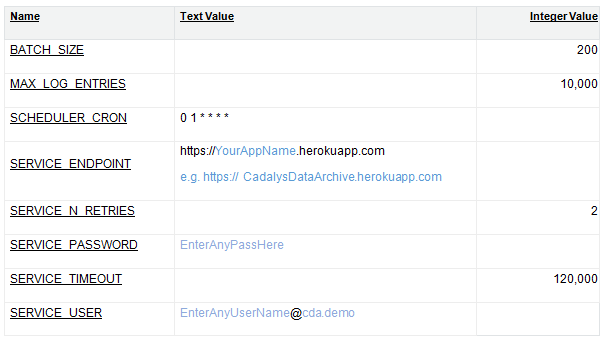 Name Text Value Integer Value
BATCH_SIZE 200
MAX_LOG_ENTRIES 10,000
SCHEDULER_CRON 0 1 * * * *
SERVICE_ENDPOINT https://YourAppName.herokuapp.com
e.g. https:// CadalysDataArchive.herokuapp.com
SERVICE_N_RETRIES 2
SERVICE_PASSWORD EnterAnyPassHere
SERVICE_TIMEOUT 120,000
SERVICE_USER EnterAnyUserName@cda.demo